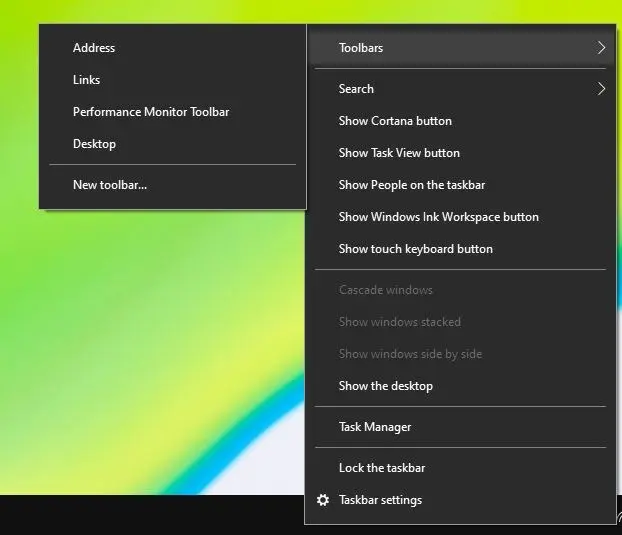 Address
Links
Performance Monitor Toolbar
Desktop
New toolbar...
Toolbars
Search
Show Cortana button
Show Task View button
Show People on the taskbar
Show Windows Ink Workspace button
Show touch keyboard button
Cascade windows
Show windows stacked
Show windows side by side
Show the desktop
Task Manager
Lock the taskbar
Taskbar settings